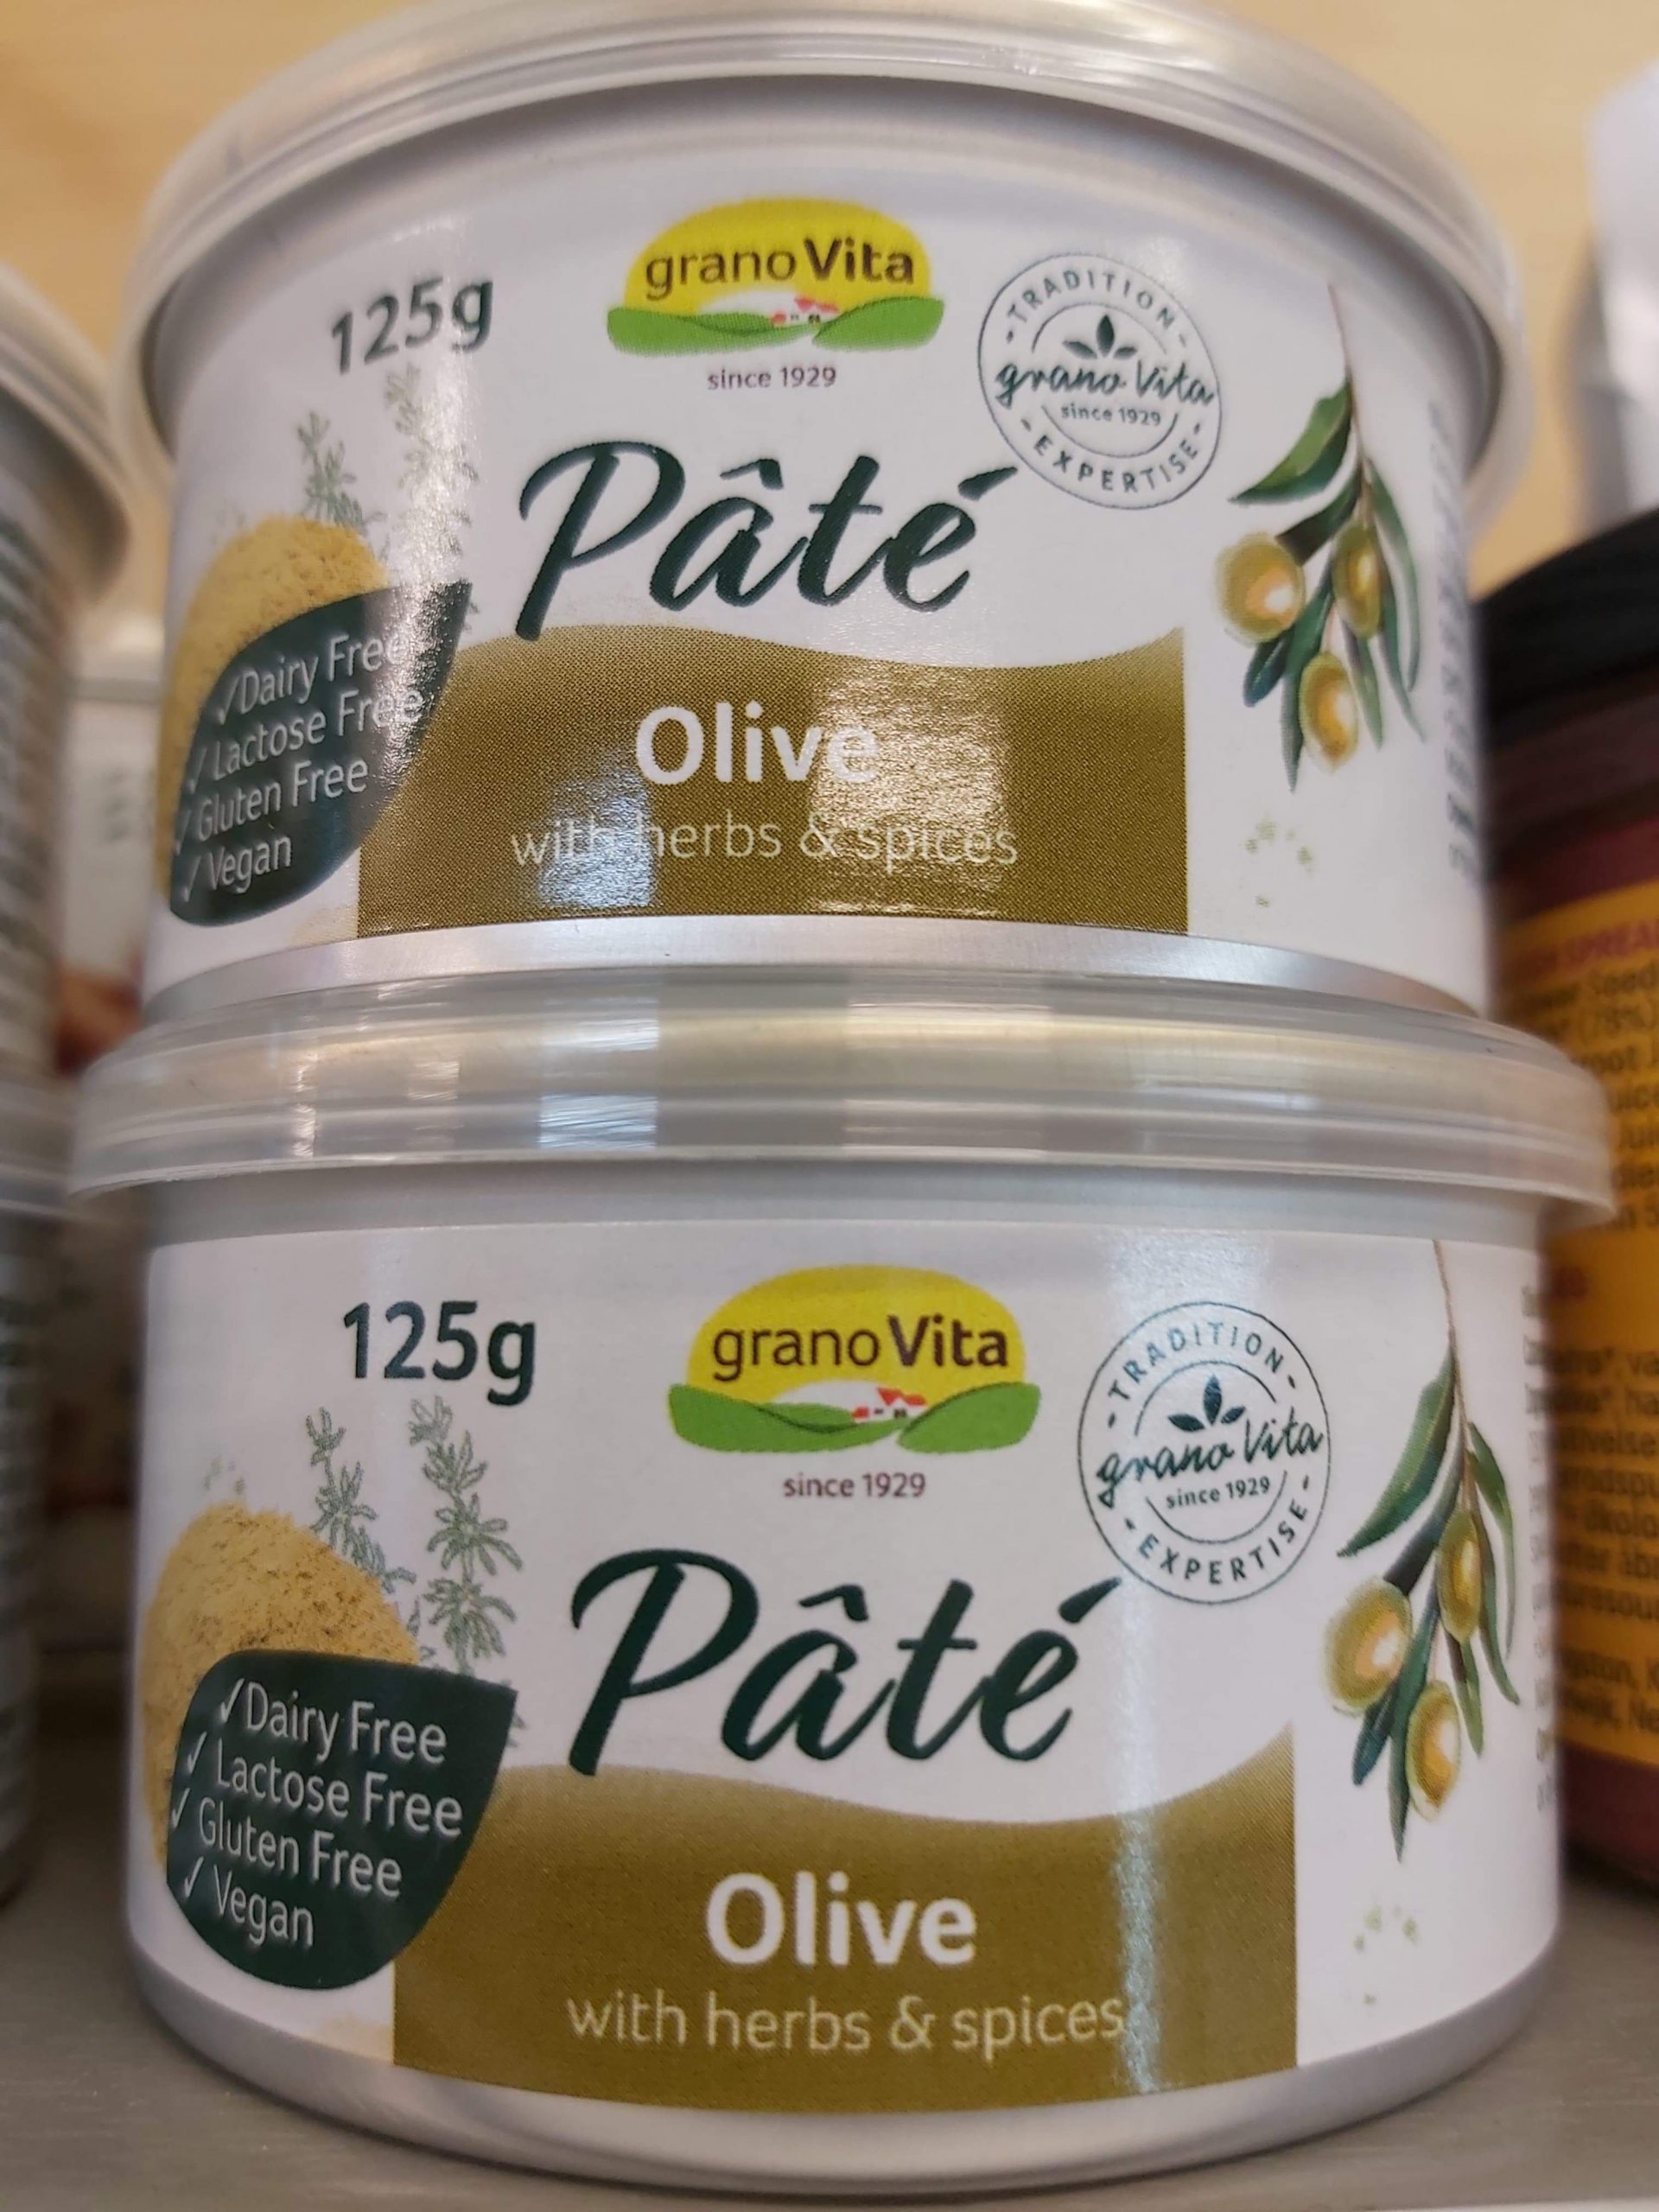 125g
granoVita
since 1929
TRADITION
grano Vita
since 1929
EXPERTISE
Pâté
✓Dairy Free
✓ Lactose Free
✓ Gluten Free
✓ Vegan
Olive
with herbs & spices
125g
granoVita
since 1929
TRADITION
grano Vita
since 1929
EXPERTISE
Pâté
✓Dairy Free
✓ Lactose Free
✓ Gluten Free
✓ Vegan
Olive
with herbs & spices